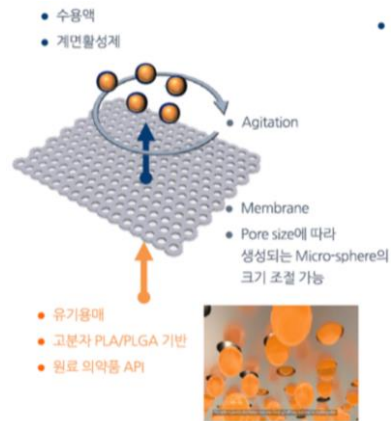 • 수용액
• 계면활성제
• Agitation
• Membrane
• Pore size에 따라
생성되는 Micro-sphere의
크기 조절 가능
• 유기용매
• 고분자 PLA/PLGA 기반
• 원료 의약품 API